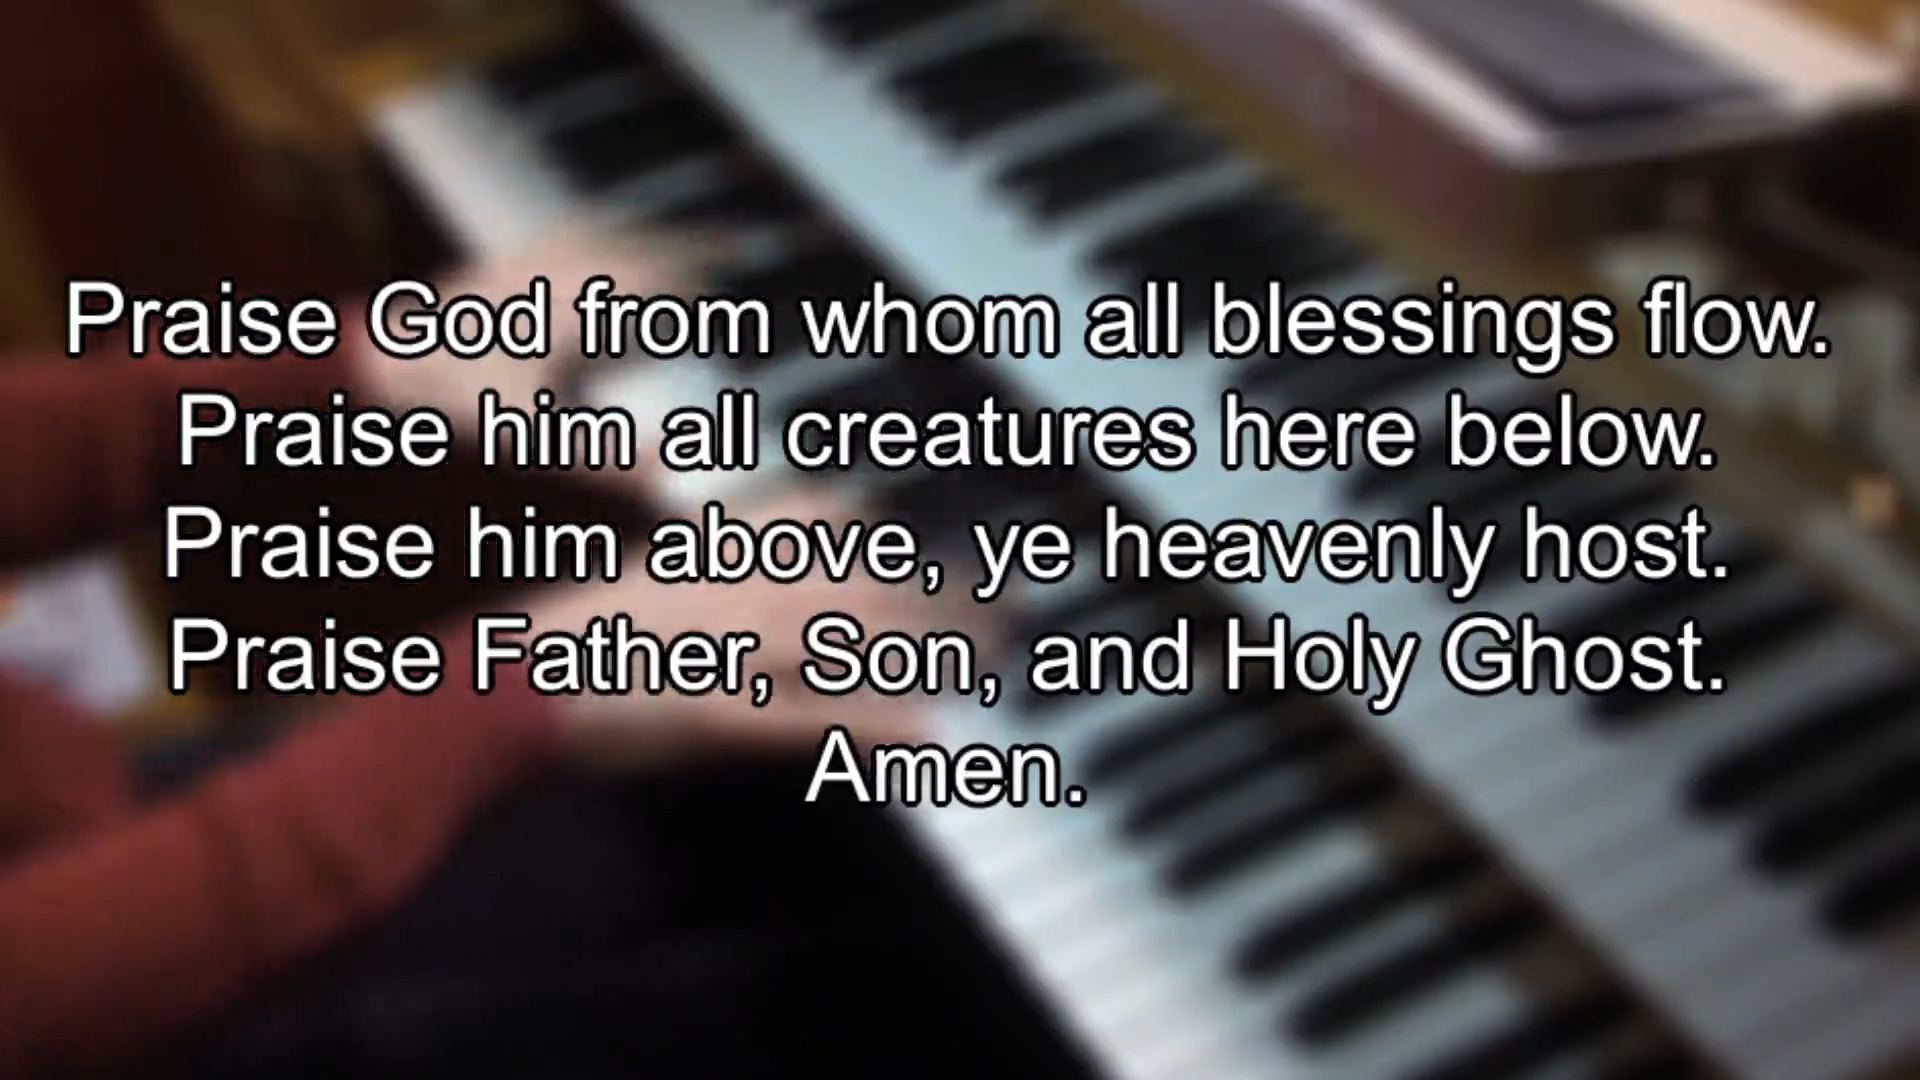 Praise God from whom all blessings flow.
Praise him all creatures here below.
Praise him above, ye heavenly host.
Praise Father, Son, and Holy Ghost.
Amen.